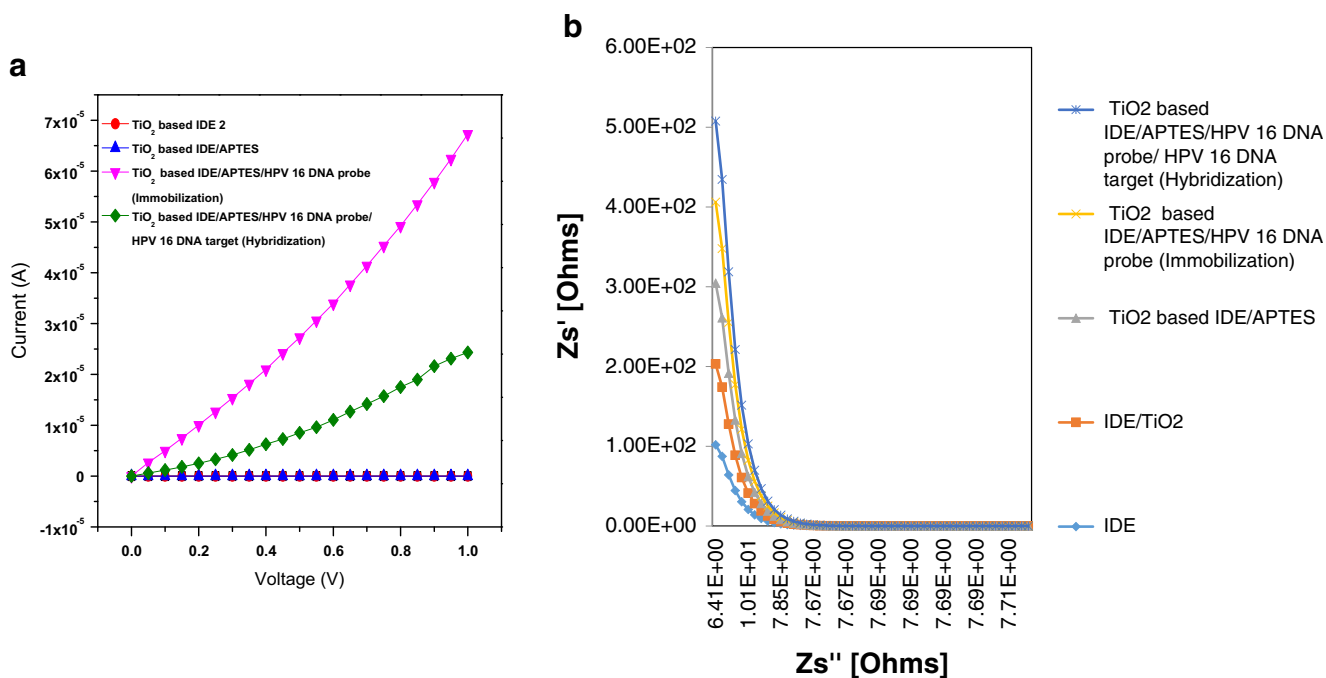 a
7x10-5
6x10-5
5x10-5
4x10-5
3x10-5
2x10-5
1x10-5
0
-1x10-5
Current (A)
TiO2 based IDE 2
TiO2 based IDE/APTES
TiO2 based IDE/APTES/HPV 16 DNA probe
(Immobilization)
TiO2 based IDE/APTES/HPV 16 DNA probe/
HPV 16 DNA target (Hybridization)
0.0 0.2 0.4 0.6 0.8 1.0
Voltage (V)
b
6.00E+02
5.00E+02
4.00E+02
3.00E+02
2.00E+02
1.00E+02
0.00E+00
Zs' [Ohms]
6.41E+00
1.01E+01
7.85E+00
7.67E+00
7.67E+00
7.69E+00
7.69E+00
7.69E+00
7.69E+00
7.71E+00
Zs'' [Ohms]
TiO2 based
IDE/APTES/HPV 16 DNA
probe/ HPV 16 DNA
target (Hybridization)
TiO2 based
IDE/APTES/HPV 16 DNA
probe (Immobilization)
TiO2 based IDE/APTES
IDE/TiO2
IDE